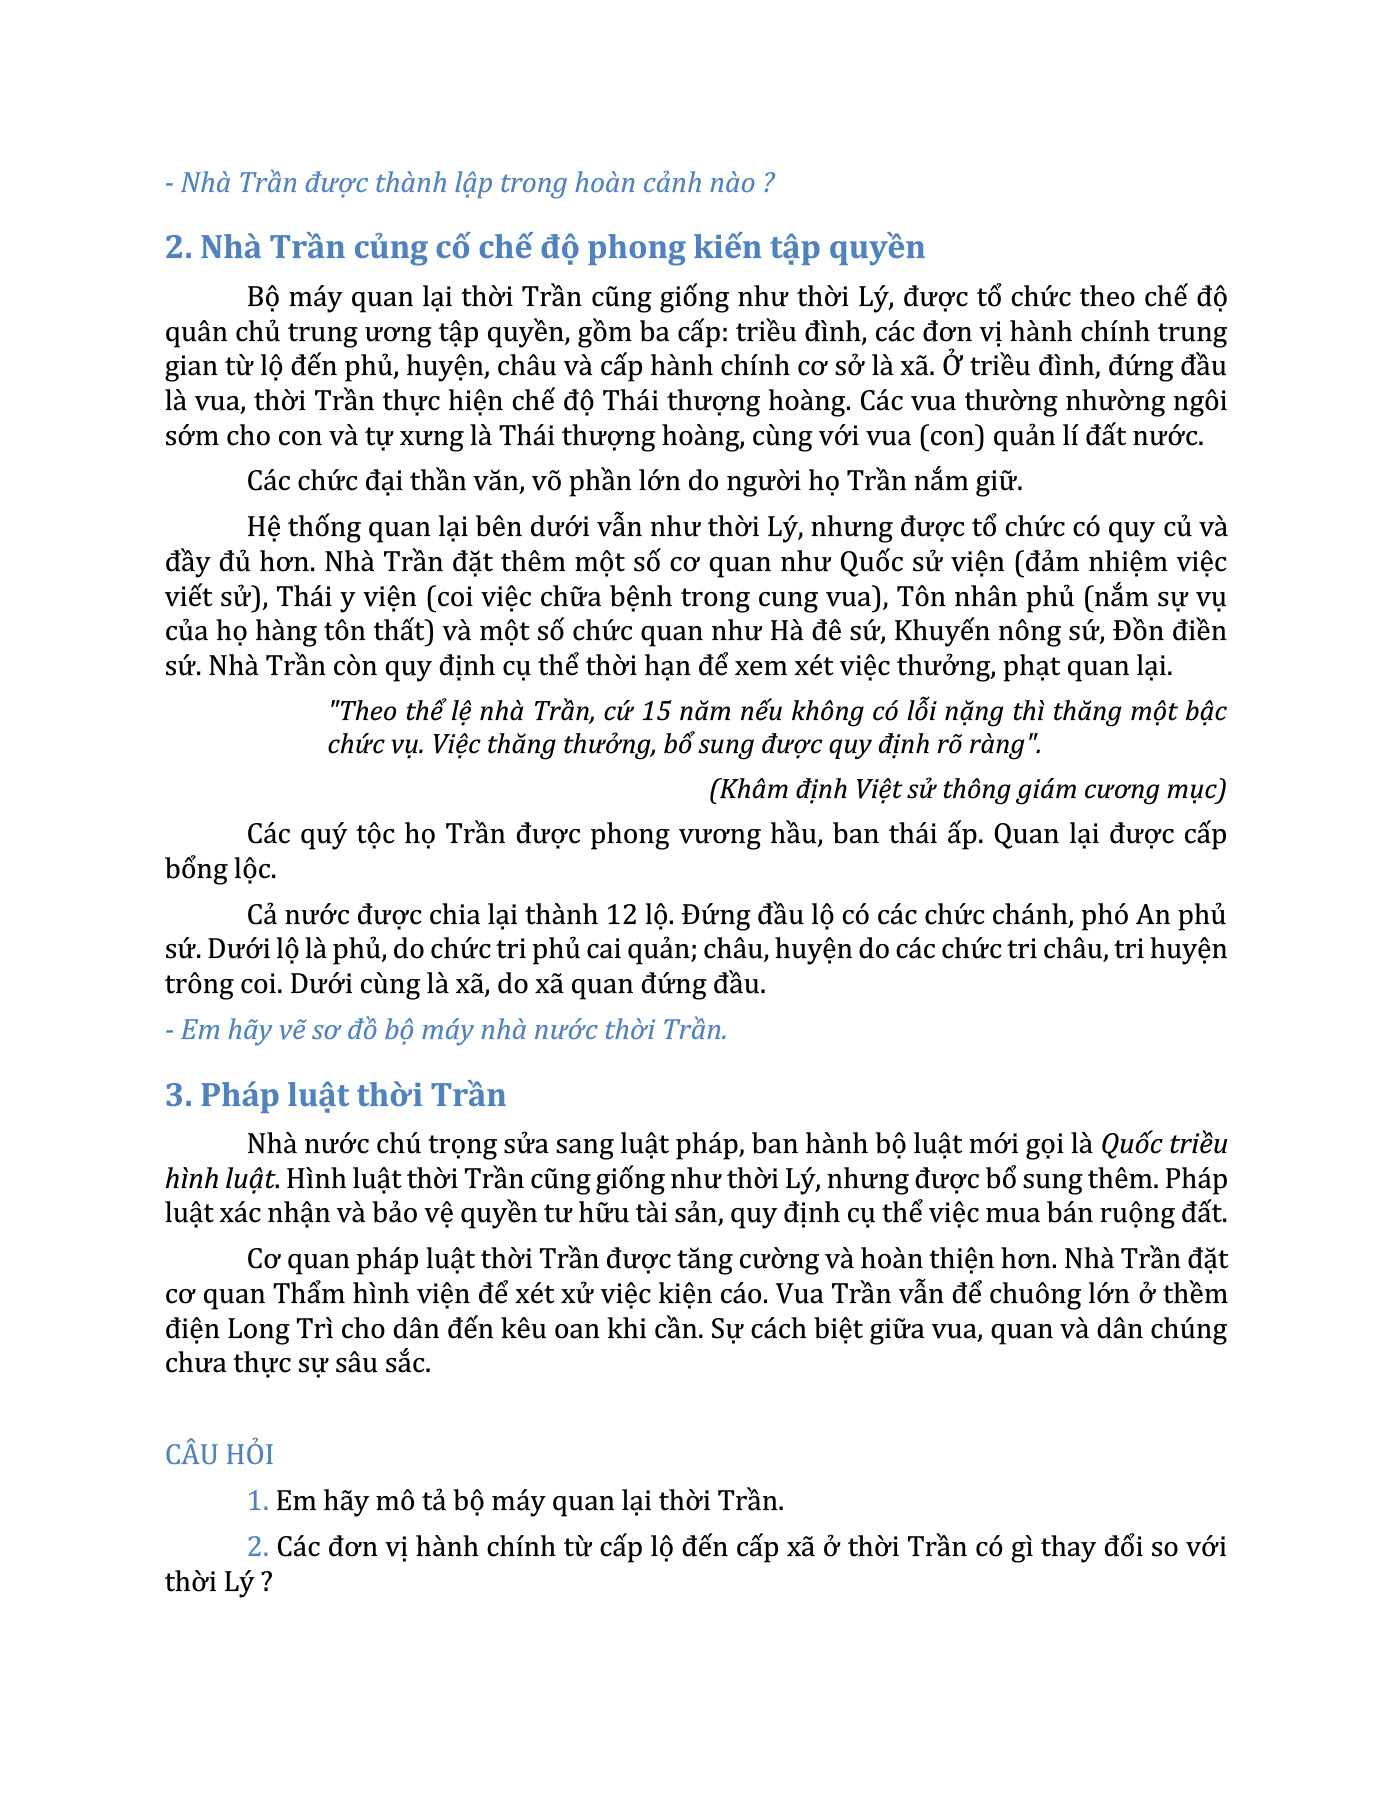 - Nhà Trần được thành lập trong hoàn cảnh nào ?
2. Nhà Trần củng cố chế độ phong kiến tập quyền
Bộ máy quan lại thời Trần cũng giống như thời Lý, được tổ chức theo chế độ
quân chủ trung ương tập quyền, gồm ba cấp: triều đình, các đơn vị hành chính trung
gian từ lộ đến phủ, huyện, châu và cấp hành chính cơ sở là xã. Ở triều đình, đứng đầu
là vua, thời Trần thực hiện chế độ Thái thượng hoàng. Các vua thường nhường ngôi
sớm cho con và tự xưng là Thái thượng hoàng, cùng với vua (con) quản lí đất nước.
Các chức đại thần văn, võ phần lớn do người họ Trần nắm giữ.
Hệ thống quan lại bên dưới vẫn như thời Lý, nhưng được tổ chức có quy củ và
đầy đủ hơn. Nhà Trần đặt thêm một số cơ quan như Quốc sử viện (đảm nhiệm việc
viết sử), Thái y viện (coi việc chữa bệnh trong cung vua), Tôn nhân phủ (nắm sự vụ
của họ hàng tôn thất) và một số chức quan như Hà đê sứ, Khuyến nông sứ, Đồn điền
sứ. Nhà Trần còn quy định cụ thể thời hạn để xem xét việc thưởng, phạt quan lại.
"Theo thể lệ nhà Trần, cứ 15 năm nếu không có lỗi nặng thì thăng một bậc
chức vụ. Việc thăng thưởng, bổ sung được quy định rõ ràng".
(Khâm định Việt sử thông giám cương mục)
Các quý tộc họ Trần được phong vương hầu, ban thái ấp. Quan lại được cấp
bổng lộc.
Cả nước được chia lại thành 12 lộ. Đứng đầu lộ có các chức chánh, phó An phủ
sứ. Dưới lộ là phủ, do chức tri phủ cai quản; châu, huyện do các chức tri châu, tri huyện
trông coi. Dưới cùng là xã, do xã quan đứng đầu.
- Em hãy vẽ sơ đồ bộ máy nhà nước thời Trần.
3. Pháp luật thời Trần
Nhà nước chú trọng sửa sang luật pháp, ban hành bộ luật mới gọi là Quốc triều
hình luật. Hình luật thời Trần cũng giống như thời Lý, nhưng được bổ sung thêm. Pháp
luật xác nhận và bảo vệ quyền tư hữu tài sản, quy định cụ thể việc mua bán ruộng đất.
Cơ quan pháp luật thời Trần được tăng cường và hoàn thiện hơn. Nhà Trần đặt
cơ quan Thẩm hình viện để xét xử việc kiện cáo. Vua Trần vẫn để chuông lớn ở thềm
điện Long Trì cho dân đến kêu oan khi cần. Sự cách biệt giữa vua, quan và dân chúng
chưa thực sự sâu sắc.
CÂU HỎI
1. Em hãy mô tả bộ máy quan lại thời Trần.
2. Các đơn vị hành chính từ cấp lộ đến cấp xã ở thời Trần có gì thay đổi so với
thời Lý ?